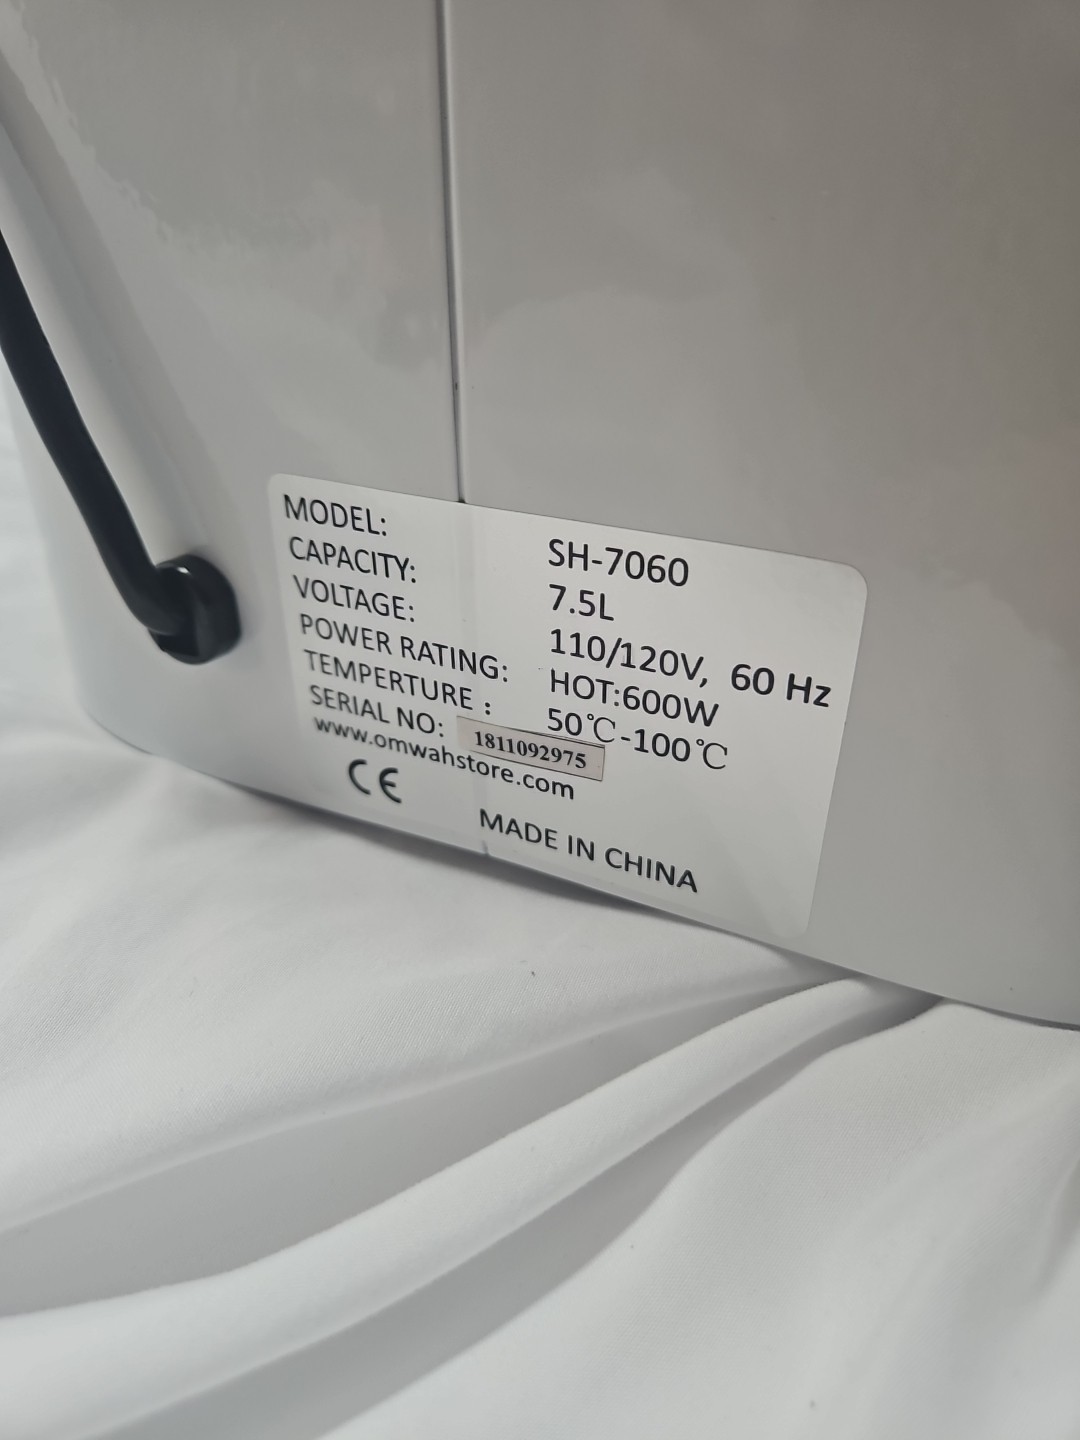 MODEL: SH-7060
CAPACITY: 7.5L
VOLTAGE: 110/120V, 60 Hz
POWER RATING: HOT:600W
TEMPERTURE : 50℃-100℃
SERIAL NO: 1811092975
www.omwahstore.com
CE
MADE IN CHINA